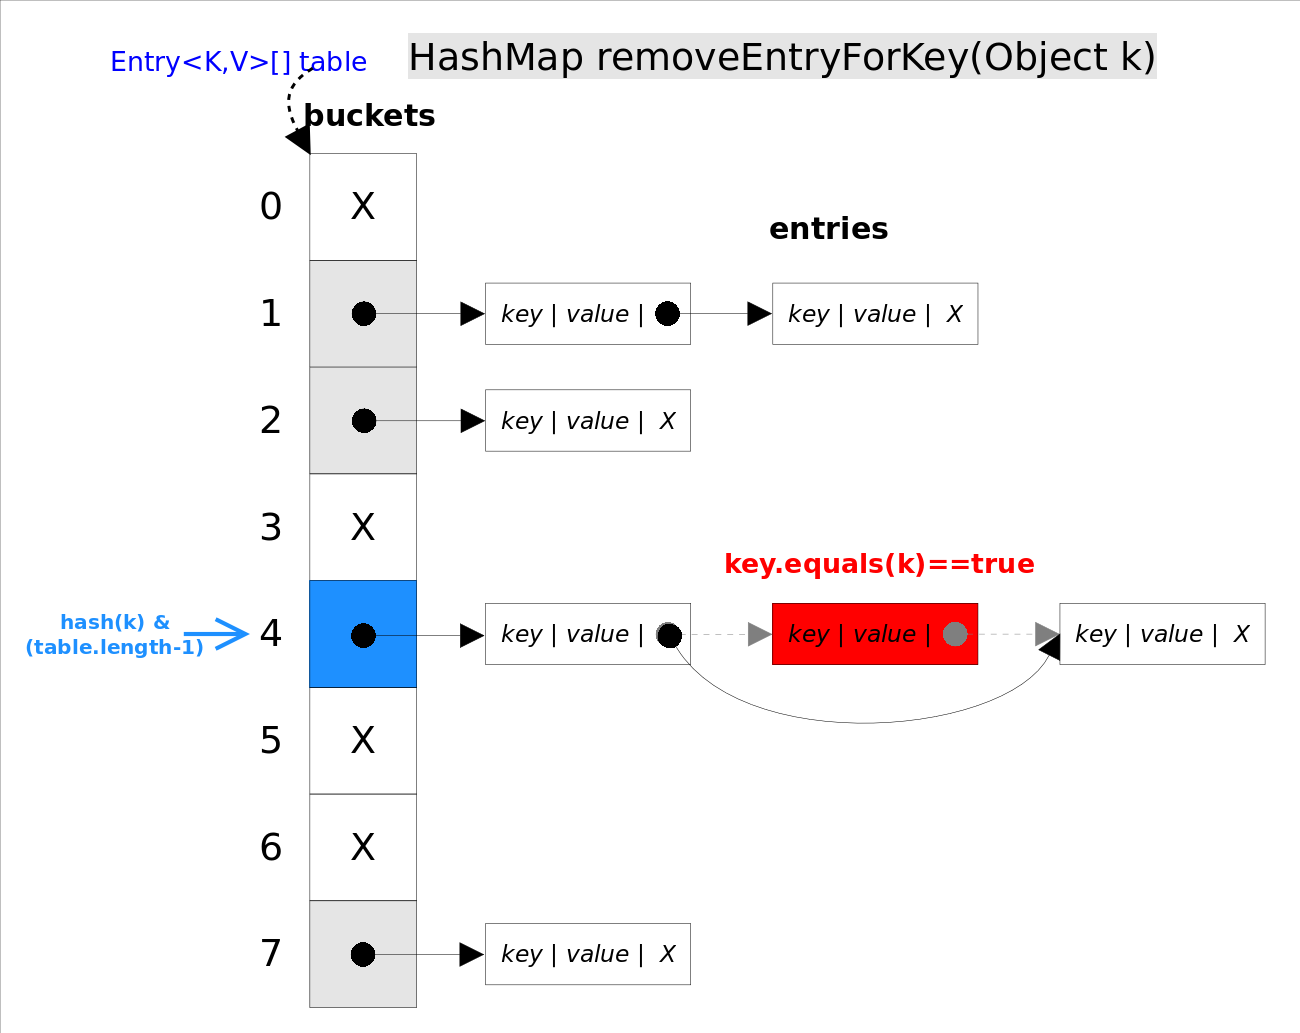 Entry<K,V>[] table
HashMap removeEntryForKey(Object k)
buckets
0 X
entries
1 key | value | key | value | X
2 key | value | X
3 X
key.equals(k)==true
hash(k) &
(table.length-1)
4 key | value | key | value | key | value | X
5 X
6 X
7 key | value | X